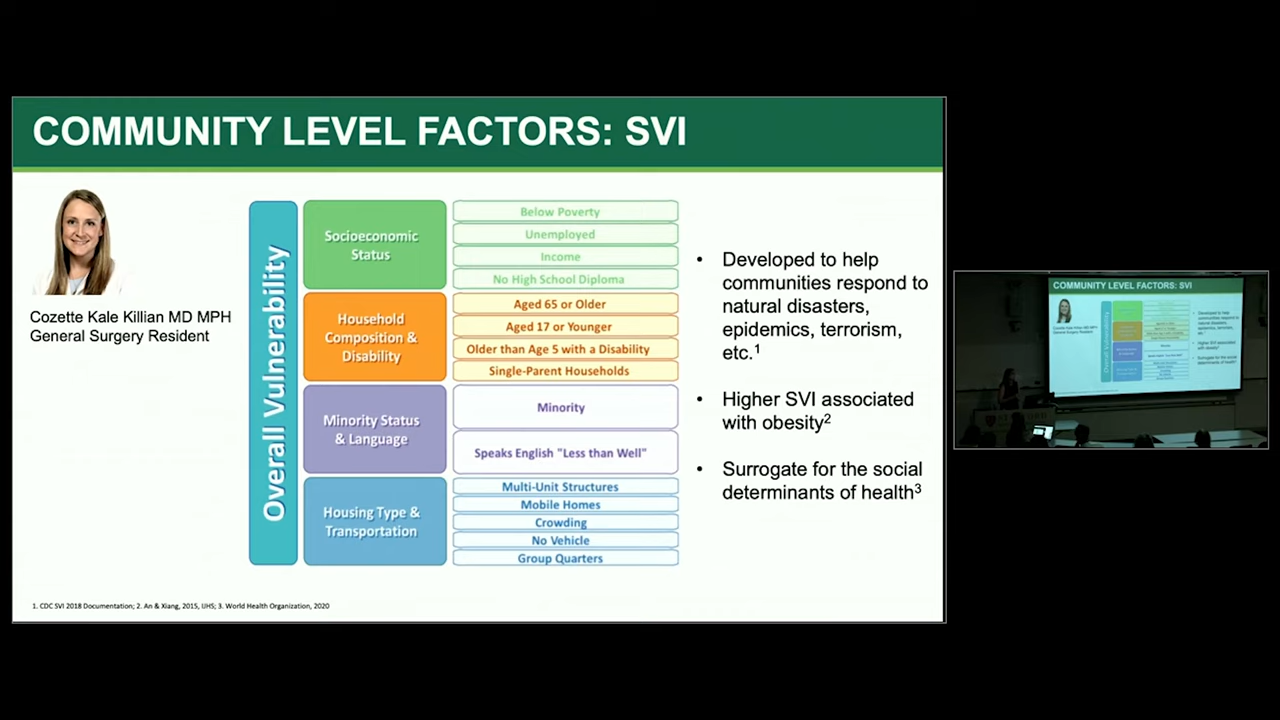 COMMUNITY LEVEL FACTORS: SVI
Cozette Kale Killian MD MPH
General Surgery Resident
Overall Vulnerability
Socioeconomic
Status
Below Poverty
Unemployed
Income
No High School Diploma
Household
Composition &
Disability
Aged 65 or Older
Aged 17 or Younger
Older than Age 5 with a Disability
Single-Parent Households
Minority Status
& Language
Minority
Speaks English "Less than Well"
Housing Type &
Transportation
Multi-Unit Structures
Mobile Homes
Crowding
No Vehicle
Group Quarters
• Developed to help
communities respond to
natural disasters,
epidemics, terrorism,
etc.1
• Higher SVI associated
with obesity2
• Surrogate for the social
determinants of health3
1. CDC SVI 2018 Documentation; 2. An & Xiang, 2015, IJHS; 3. World Health Organization, 2020
COMMUNITY LEVEL FACTORS: SVI